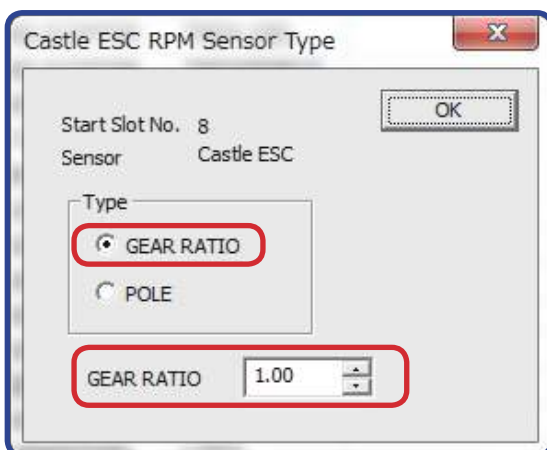 Castle ESC RPM Sensor Type
OK
Start Slot No. 8
Sensor Castle ESC
Type
GEAR RATIO
POLE
GEAR RATIO 1.00